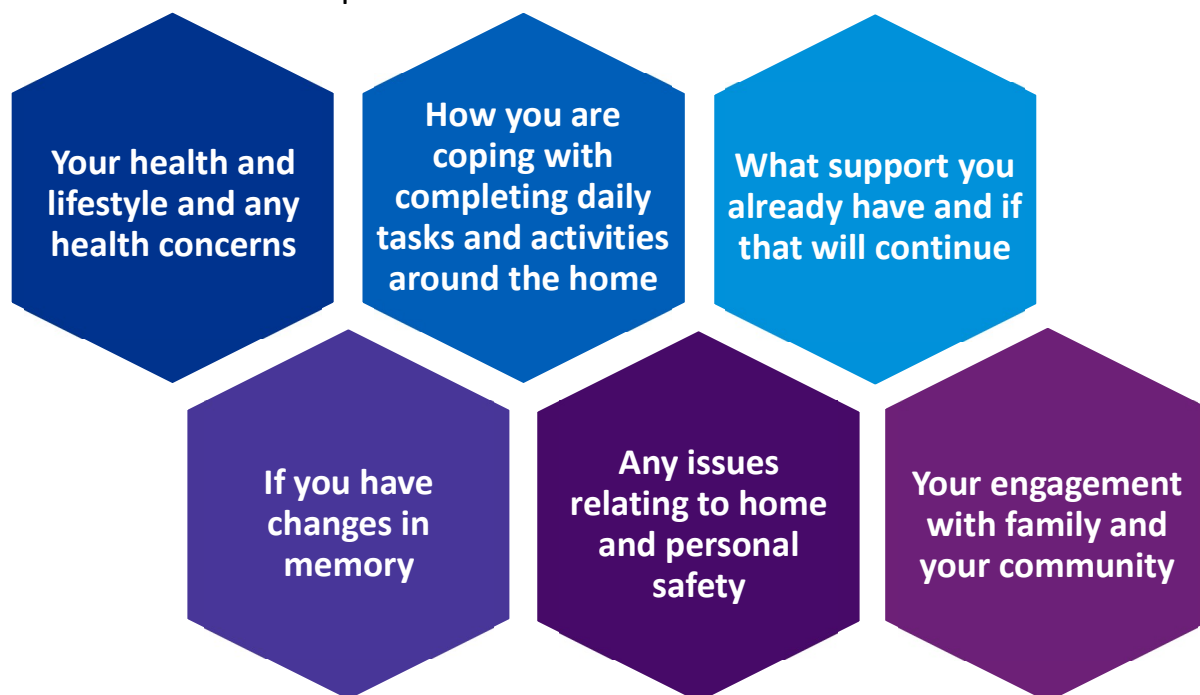 Your health and
lifestyle and any
health concerns
How you are
coping with
completing daily
tasks and activities
around the home
What support you
already have and if
that will continue
If you have
changes in
memory
Any issues
relating to home
and personal
safety
Your engagement
with family and
your community